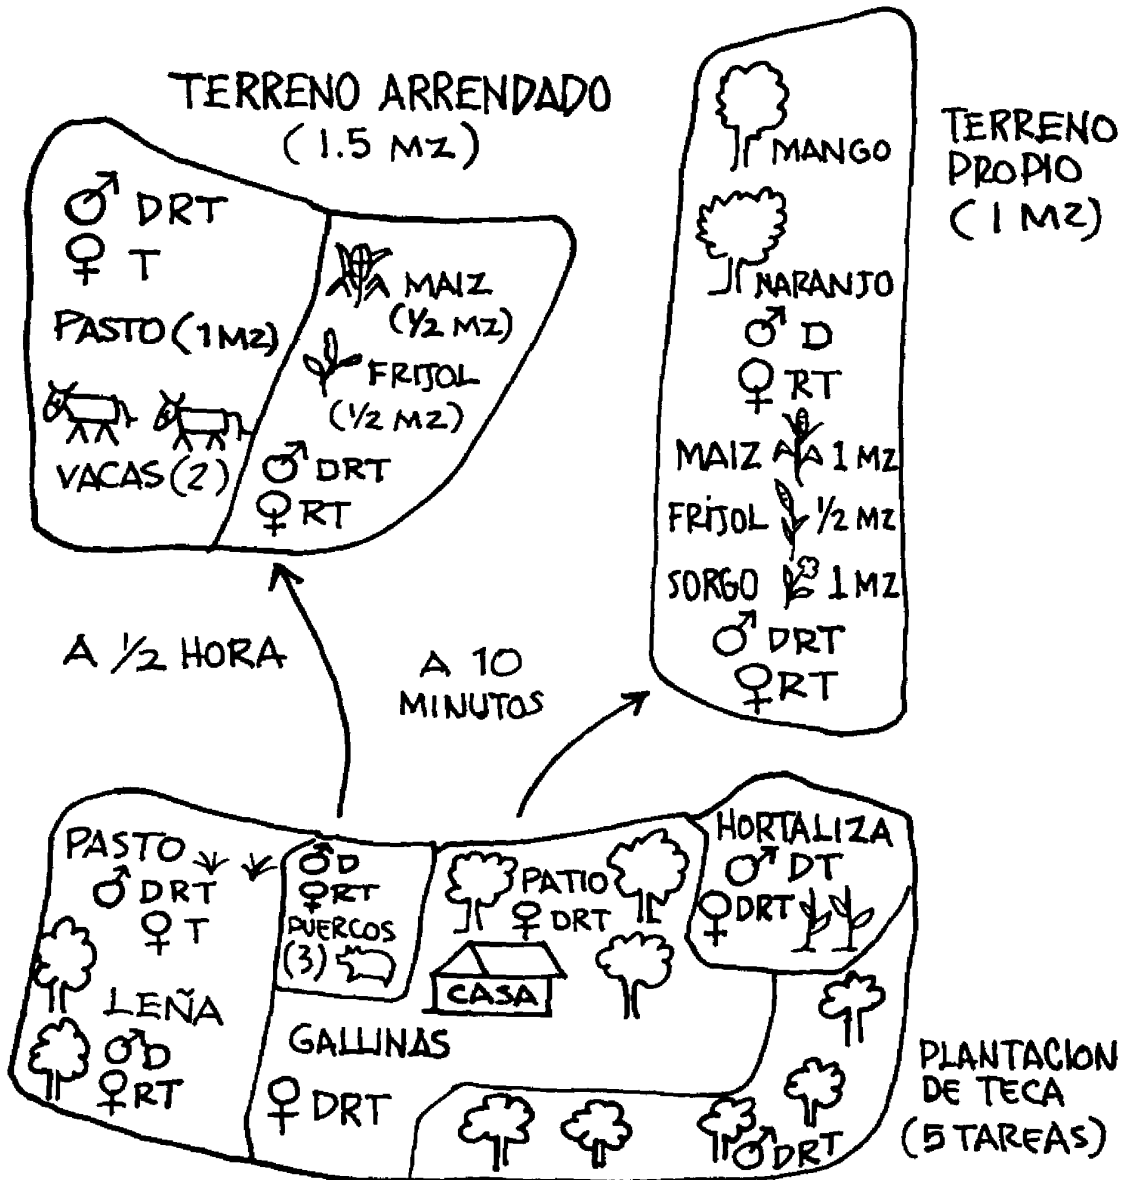 TERRENO ARRENDADO
(1.5 MZ)
♂ DRT
♀ T
PASTO (1 MZ)
VACAS (2)
MAIZ
(1/2 MZ)
FRIJOL
(1/2 MZ)
♂ DRT
♀ RT
TERRENO
PROPIO
(1 MZ)
MANGO
NARANJO
♂ D
♀ RT
MAIZ 1 MZ
FRIJOL 1/2 MZ
SORGO 1 MZ
♂ DRT
♀ RT
A 1/2 HORA
A 10
MINUTOS
PASTO
♂ DRT
♀ T
LEÑA
♂ D
♀ RT
♂ D
♀ RT
PUERCOS
(3)
PATIO
♀ DRT
CASA
GALLINAS
♀ DRT
HORTALIZA
♂ DT
♀ DRT
PLANTACION
DE TECA
(5 TAREAS)
♂ DRT